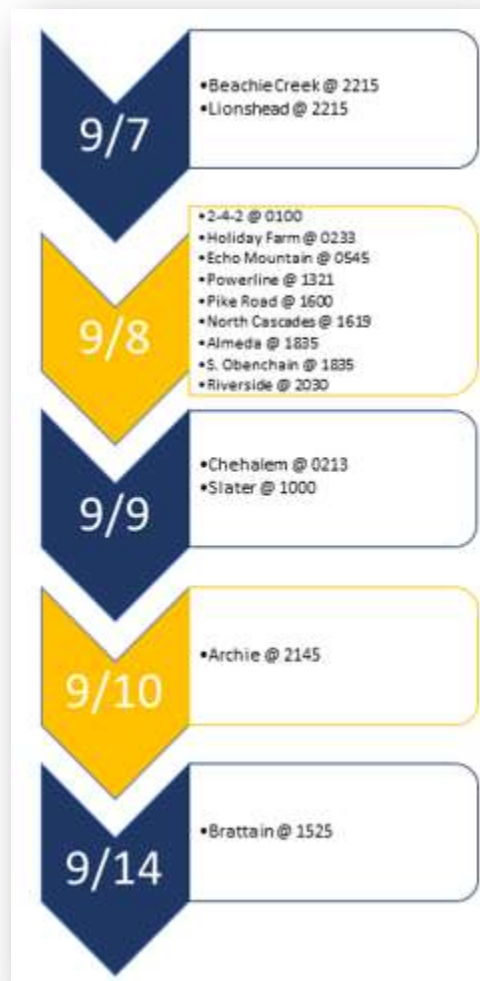 9/7
•Beachie Creek @ 2215
•Lionshead @ 2215
9/8
•2-4-2 @ 0100
•Holiday Farm @ 0233
•Echo Mountain @ 0545
•Powerline @ 1321
•Pike Road @ 1600
•North Cascades @ 1619
•Almeda @ 1835
•S. Obenchain @ 1835
•Riverside @ 2030
9/9
•Chehalem @ 0213
•Slater @ 1000
9/10
•Archie @ 2145
9/14
•Brattain @ 1525